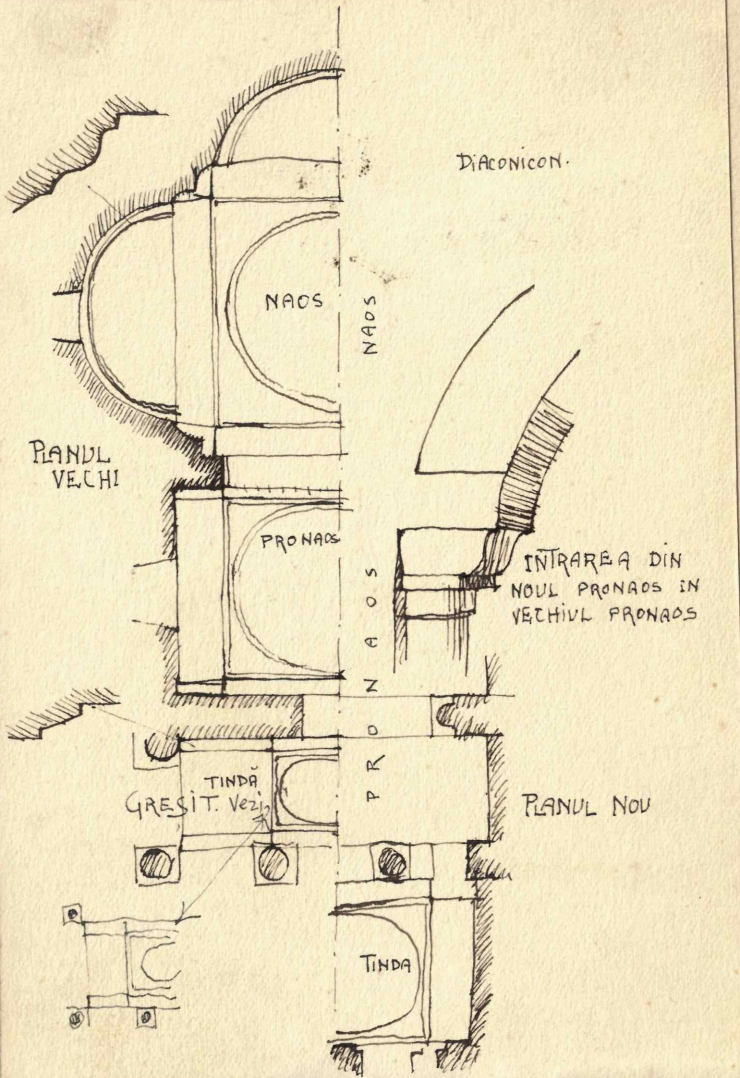 DIACONICON.
NAOS
NAOS
PLANUL
VECHI
PRONAOS
INTRAREA DIN
NOUL PRONAOS IN
VECHIUL PRONAOS
PRONAOS
TINDĂ
GREȘIT. Vezi
PLANUL NOU
TINDA